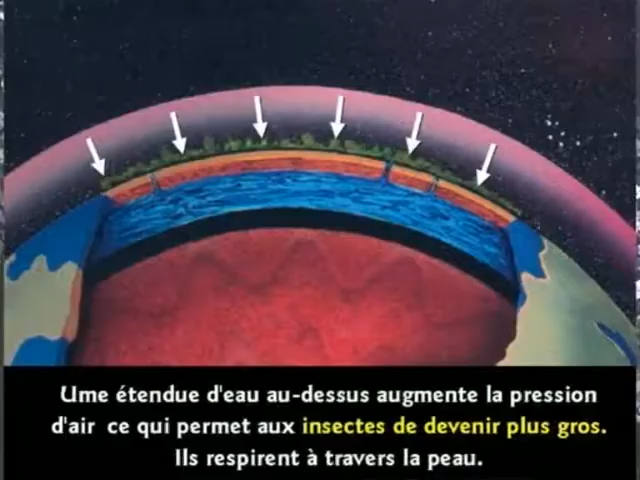 Ume étendue d'eau au-dessus augmente la pression
d'air ce qui permet aux insectes de devenir plus gros.
Ils respirent à travers la peau.